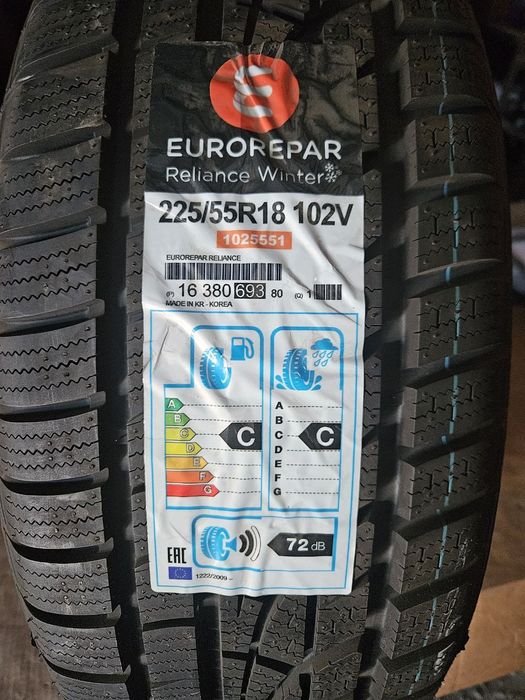 EUROREPAR
Reliance Winter
225/55R18 102V
1025551
EUROREPAR RELIANCE
(P) 16 380 693 80 (Q) 1
MADE IN KR - KOREA
A
B
C
D
E
F
G
C
A
B
C
D
E
F
G
C
72 dB
EAC
1222/2009